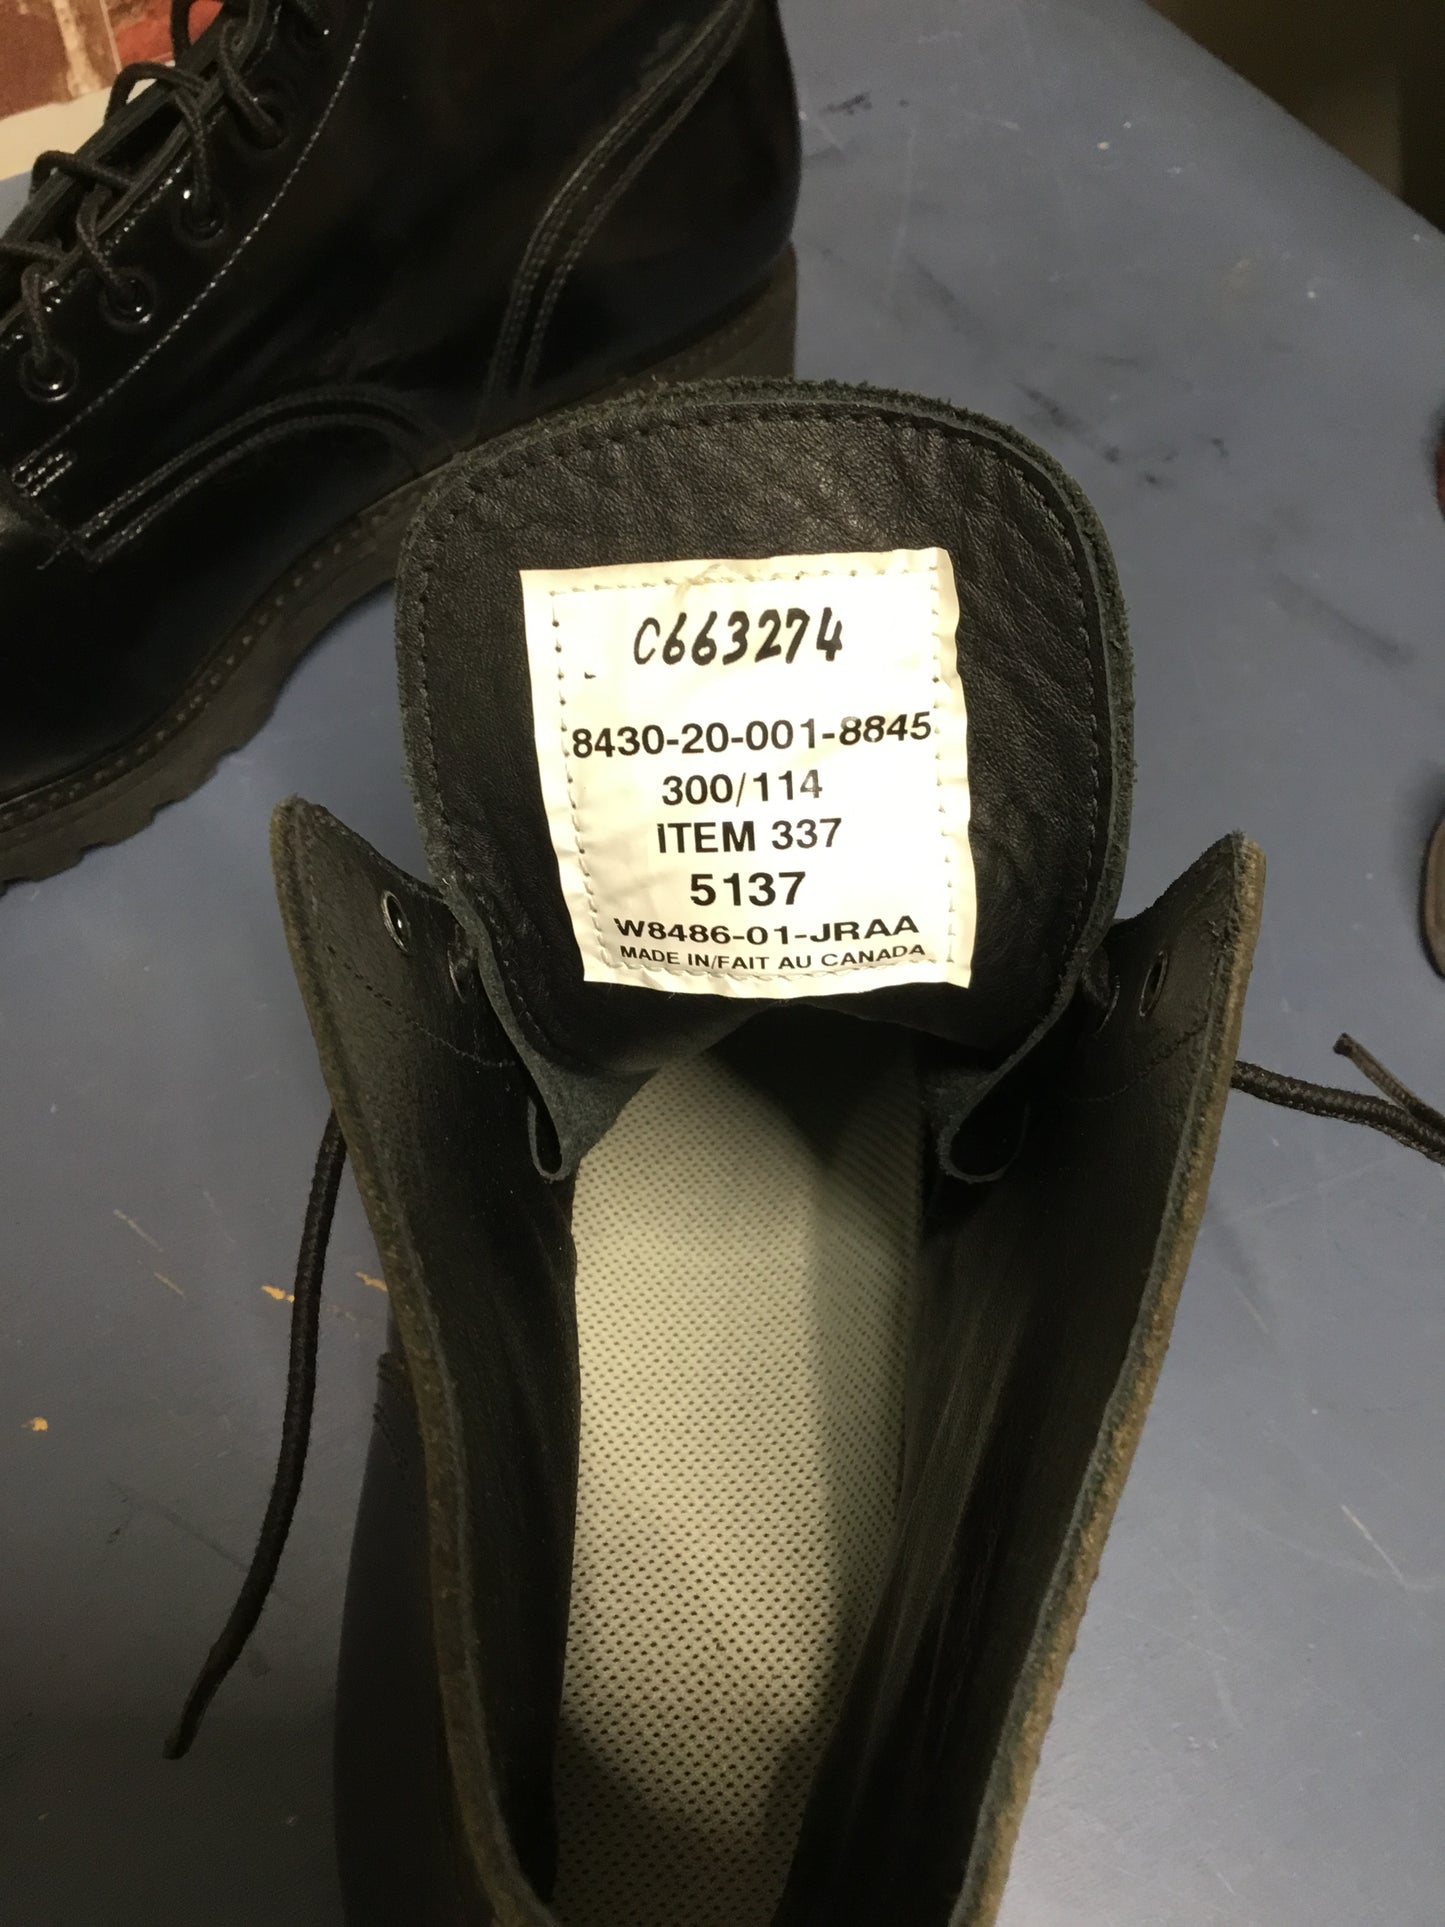 C663274
8430-20-001-8845
300/114
ITEM 337
5137
W8486-01-JRAA
MADE IN/FAIT AU CANADA